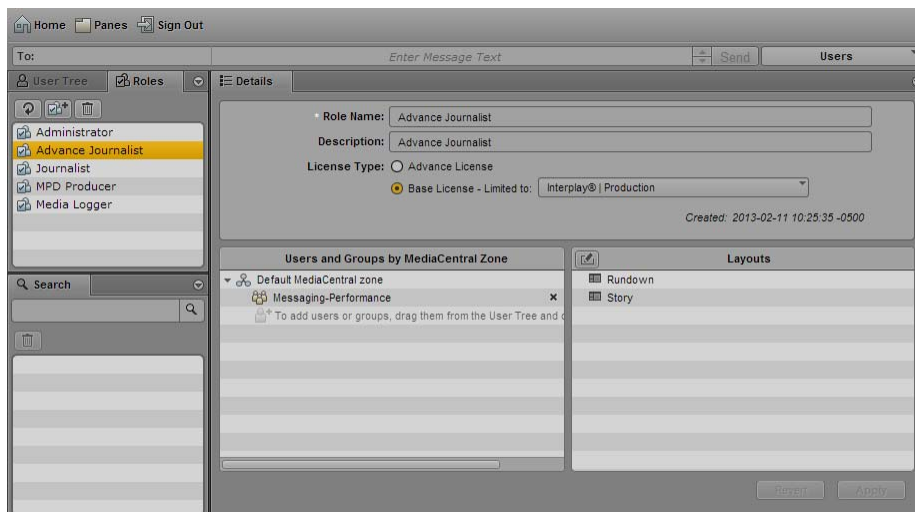 Home Panes Sign Out
To: Enter Message Text Send Users
User Tree Roles
Administrator
Advance Journalist
Journalist
MPD Producer
Media Logger
Search
Details
Role Name: Advance Journalist
Description: Advance Journalist
License Type: Advance License
Base License - Limited to: Interplay® | Production
Created: 2013-02-11 10:25:35 -0500
Users and Groups by MediaCentral Zone
Default MediaCentral zone
Messaging-Performance
To add users or groups, drag them from the User Tree and
Layouts
Rundown
Story
Revert Apply